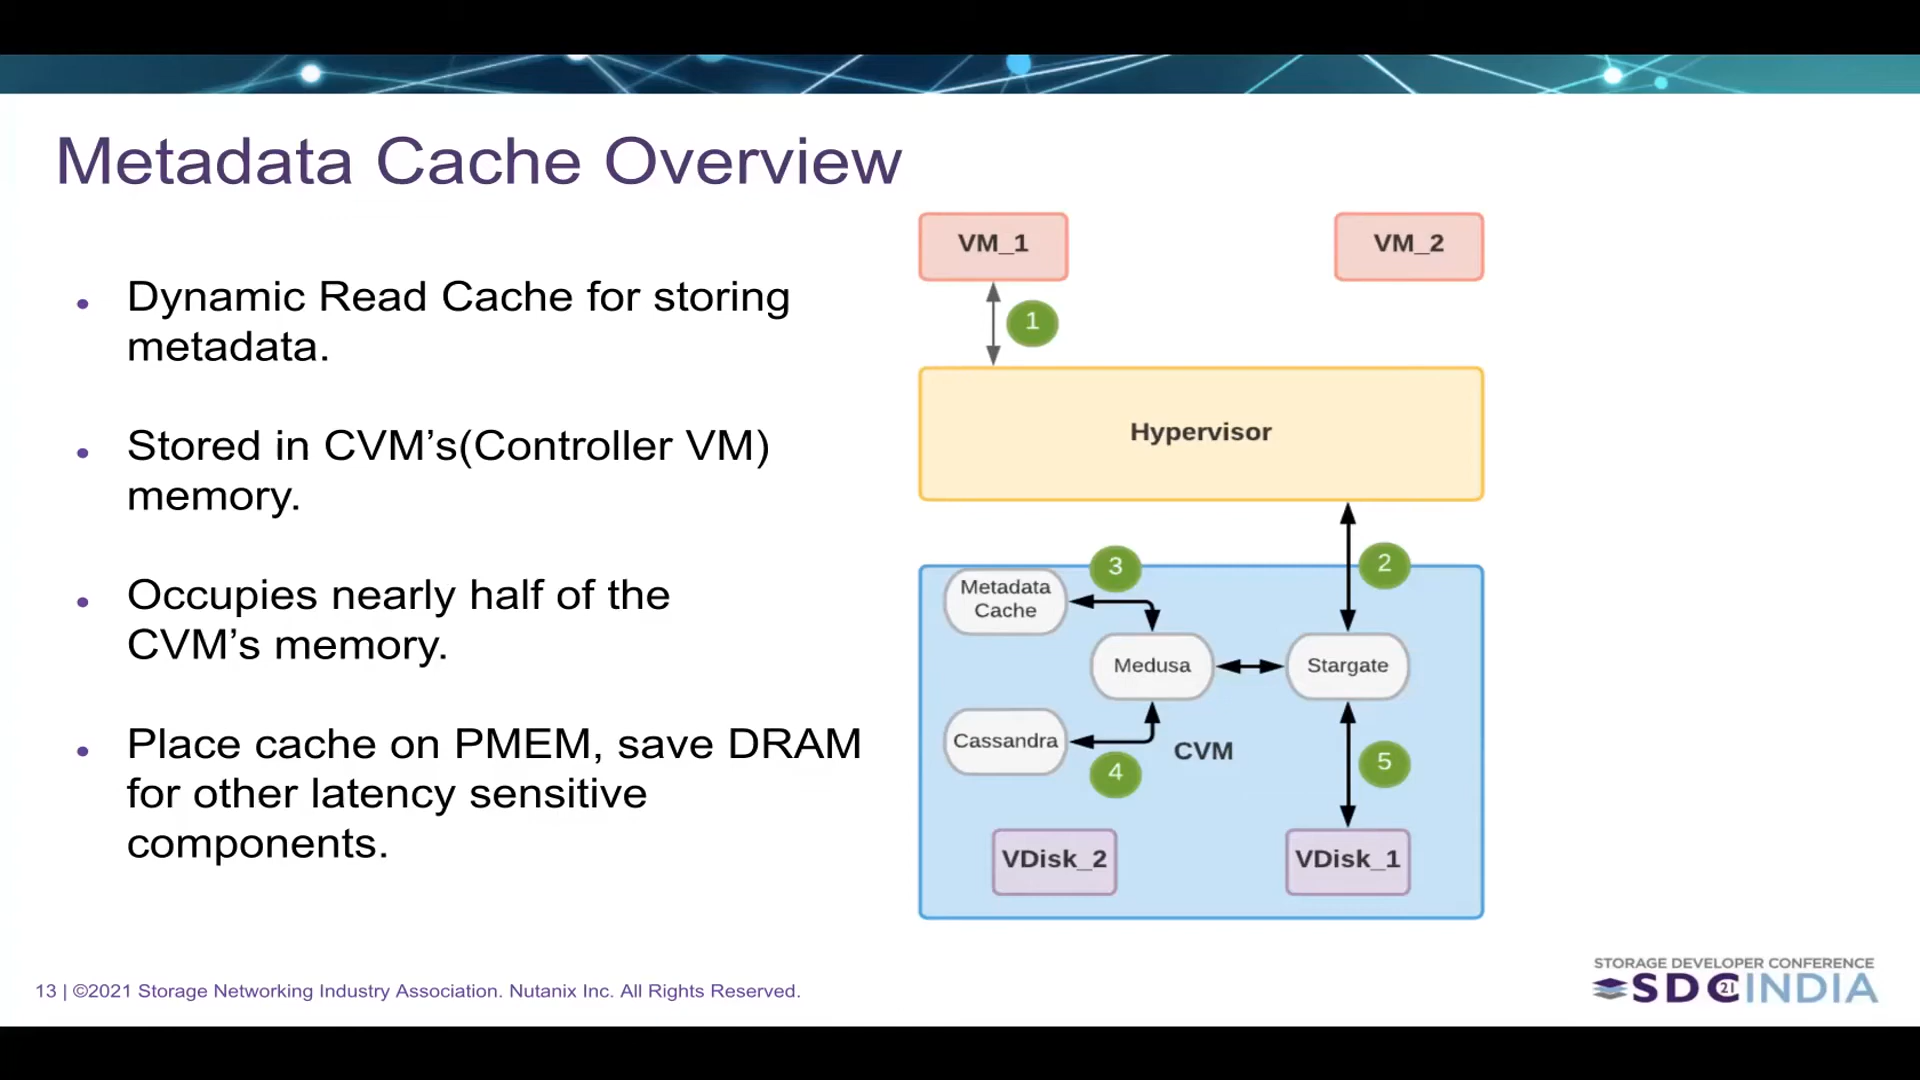 Metadata Cache Overview
Dynamic Read Cache for storing
metadata.
Stored in CVM’s(Controller VM)
memory.
Occupies nearly half of the
CVM’s memory.
Place cache on PMEM, save DRAM
for other latency sensitive
components.
VM_1
VM_2
1
Hypervisor
2
3
Metadata
Cache
Medusa
Stargate
Cassandra
CVM
4
5
VDisk_2
VDisk_1
13 | ©2021 Storage Networking Industry Association. Nutanix Inc. All Rights Reserved.
STORAGE DEVELOPER CONFERENCE
SDC 21 INDIA